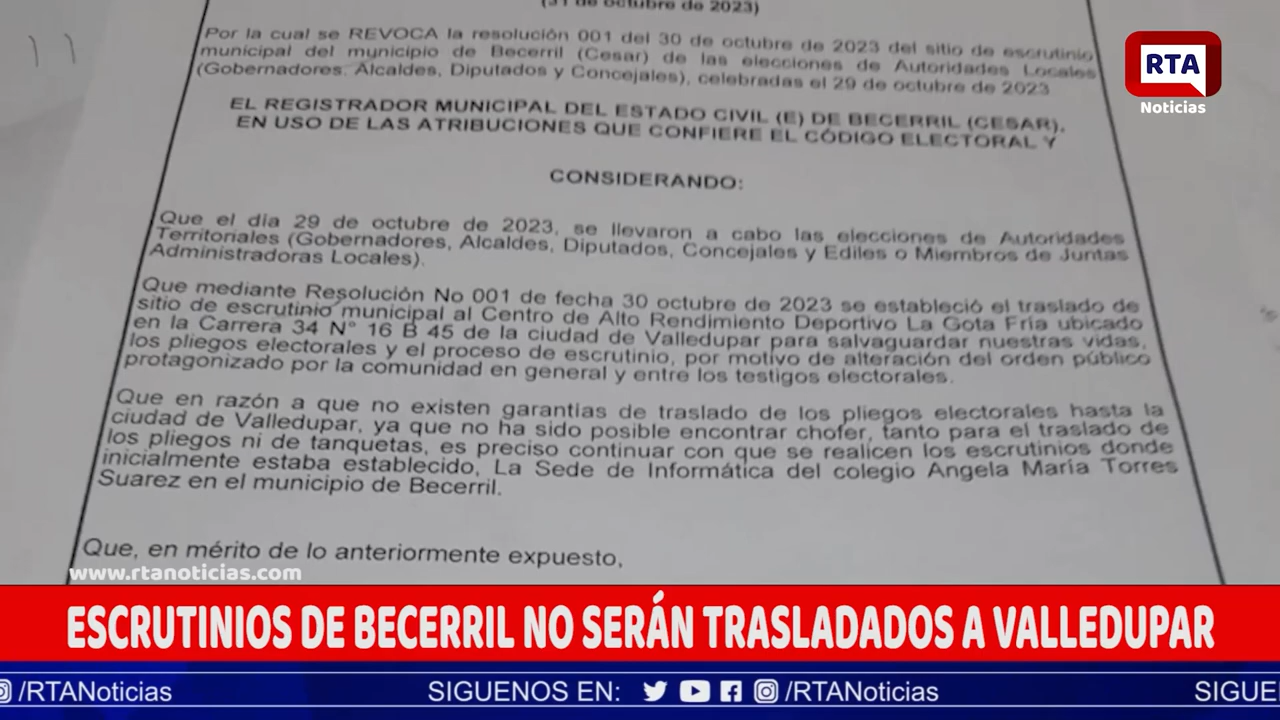 (31 de octubre de 2023)
Por la cual se REVOCA la resolución 001 del 30 de octubre de 2023 del sitio de escrutinio
municipal del municipio de Becerril (Cesar) de las elecciones de Autoridades Locales
(Gobernadores, Alcaldes, Diputados y Concejales), celebradas el 29 de octubre de 2023
RTA
Noticias
EL REGISTRADOR MUNICIPAL DEL ESTADO CIVIL (E) DE BECERRIL (CESAR),
EN USO DE LAS ATRIBUCIONES QUE CONFIERE EL CÓDIGO ELECTORAL Y
CONSIDERANDO:
Que el día 29 de octubre de 2023, se llevaron a cabo las elecciones de Autoridades
Territoriales (Gobernadores, Alcaldes, Diputados, Concejales y Ediles o Miembros de Juntas
Administradoras Locales).
Que mediante Resolución No 001 de fecha 30 octubre de 2023 se estableció el traslado de
sitio de escrutinio municipal al Centro de Alto Rendimiento Deportivo La Gota Fría ubicado
en la Carrera 34 N° 16 B 45 de la ciudad de Valledupar para salvaguardar nuestras vidas,
los pliegos electorales y el proceso de escrutinio, por motivo de alteración del orden público
protagonizado por la comunidad en general y entre los testigos electorales.
Que en razón a que no existen garantías de traslado de los pliegos electorales hasta la
ciudad de Valledupar, ya que no ha sido posible encontrar chofer, tanto para el traslado de
los pliegos ni de tanquetas, es preciso continuar con que se realicen los escrutinios donde
inicialmente estaba establecido, La Sede de Informática del colegio Angela María Torres
Suarez en el municipio de Becerril.
Que, en mérito de lo anteriormente expuesto,
www.rtanoticias.com
ESCRUTINIOS DE BECERRIL NO SERÁN TRASLADADOS A VALLEDUPAR
/RTANoticias SIGUENOS EN: /RTANoticias SIGUENOS EN: